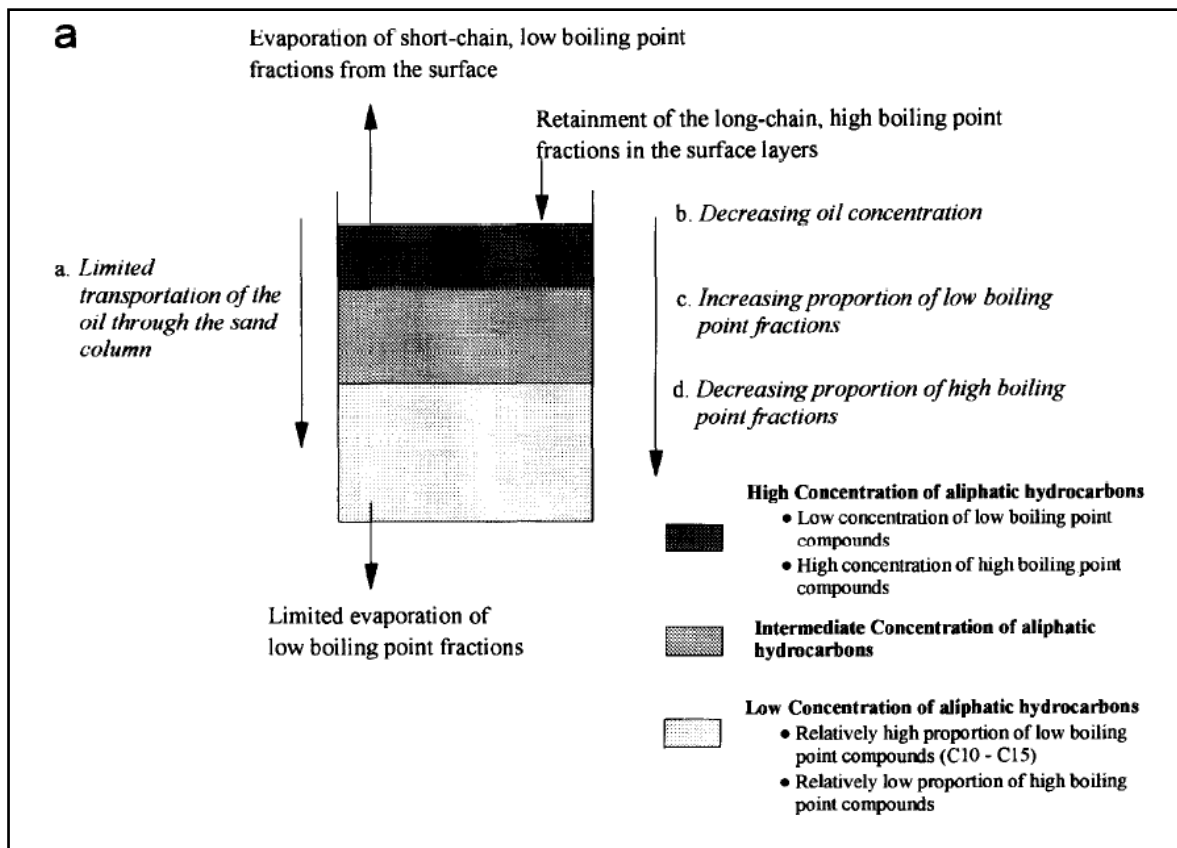 a
Evaporation of short-chain, low boiling point
fractions from the surface
Retainment of the long-chain, high boiling point
fractions in the surface layers
a. Limited
transportation of the
oil through the sand
column
b. Decreasing oil concentration
c. Increasing proportion of low boiling
point fractions
d. Decreasing proportion of high boiling
point fractions
Limited evaporation of
low boiling point fractions
High Concentration of aliphatic hydrocarbons
• Low concentration of low boiling point
compounds
• High concentration of high boiling point
compounds
Intermediate Concentration of aliphatic
hydrocarbons
Low Concentration of aliphatic hydrocarbons
• Relatively high proportion of low boiling
point compounds (C10 - C15)
• Relatively low proportion of high boiling
point compounds